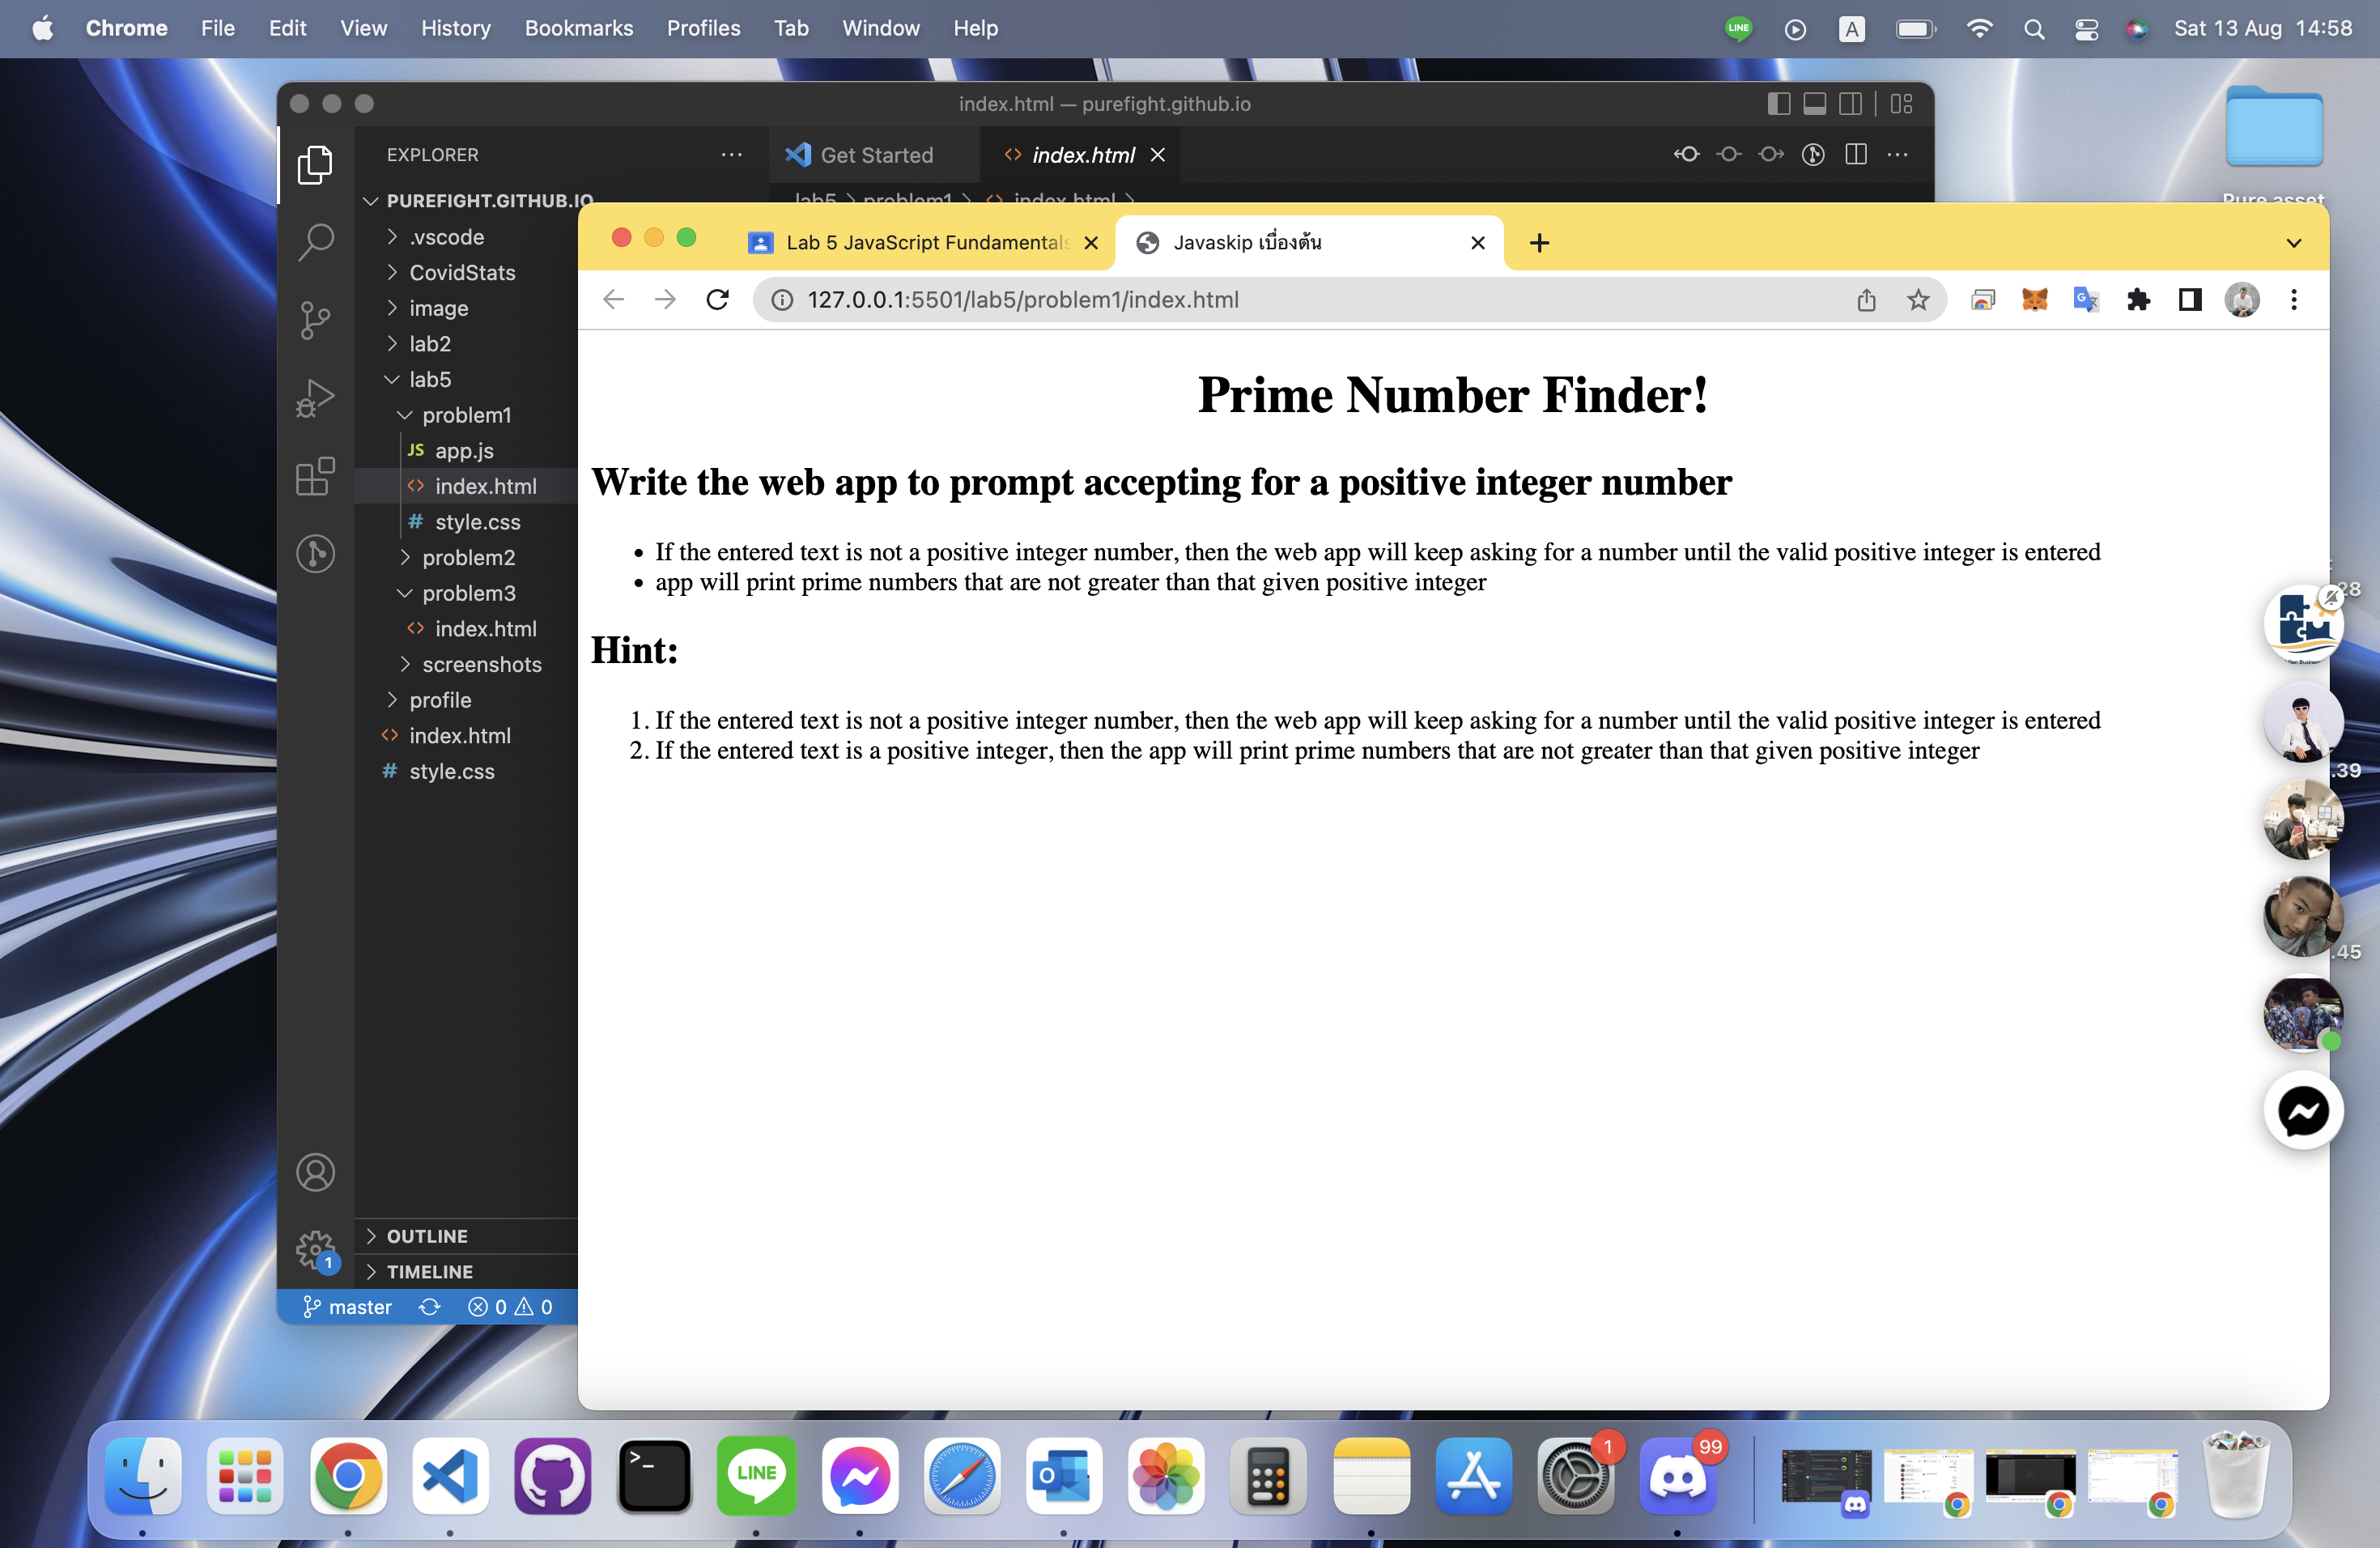 Chrome File Edit View History Bookmarks Profiles Tab Window Help
LINE A Sat 13 Aug 14:58
index.html — purefight.github.io
EXPLORER
Get Started
index.html
PUREFIGHT.GITHUB.IO
lab5 > problem1 > index.html >
.vscode
CovidStats
image
lab2
lab5
problem1
JS app.js
index.html
# style.css
problem2
problem3
index.html
screenshots
profile
index.html
# style.css
OUTLINE
TIMELINE
1
master 0 0
Pure asset
Lab 5 JavaScript Fundamentals
Javaskip เบื่องต้น
127.0.0.1:5501/lab5/problem1/index.html
Prime Number Finder!
Write the web app to prompt accepting for a positive integer number
• If the entered text is not a positive integer number, then the web app will keep asking for a number until the valid positive integer is entered
• app will print prime numbers that are not greater than that given positive integer
Hint:
1. If the entered text is not a positive integer number, then the web app will keep asking for a number until the valid positive integer is entered
2. If the entered text is a positive integer, then the app will print prime numbers that are not greater than that given positive integer
28
.39
.45
LINE
1
99